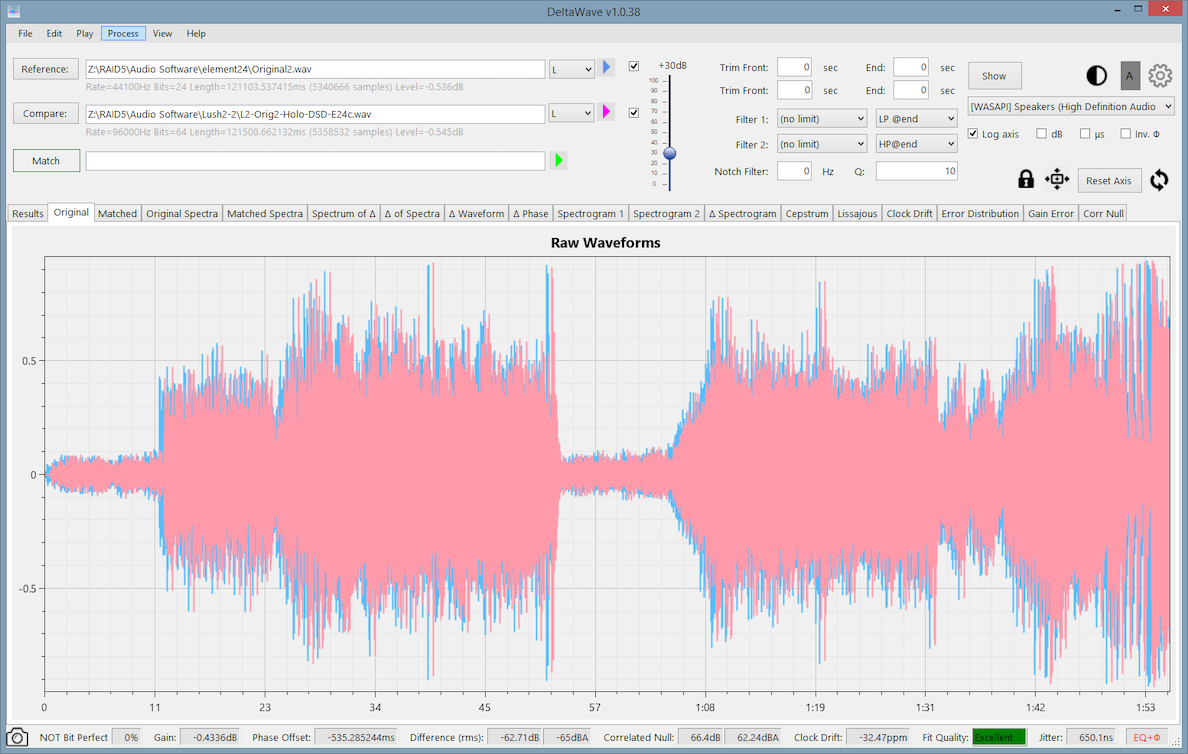 DeltaWave v1.0.38
File Edit Play Process View Help
Reference: Z:\RAID5\Audio Software\element24\Original2.wav L
Rate=44100Hz Bits=24 Length=121103.537415ms (5340666 samples) Level=-0.536dB
Compare: Z:\RAID5\Audio Software\Lush2-2\L2-Orig2-Holo-DSD-E24c.wav L
Rate=96000Hz Bits=64 Length=121508.662132ms (5358532 samples) Level=-0.545dB
Match
+30dB
100
90
80
70
60
50
40
30
20
10
0
Trim Front: 0 sec End: 0 sec
Trim Front: 0 sec End: 0 sec
Filter 1: (no limit) LP @end
Filter 2: (no limit) HP@end
Notch Filter: 0 Hz Q: 10
Show A
[WASAPI] Speakers (High Definition Audio
Log axis dB µs Inv. Φ
Reset Axis
Results Original Matched Original Spectra Matched Spectra Spectrum of Δ Δ of Spectra Δ Waveform Δ Phase Spectrogram 1 Spectrogram 2 Δ Spectrogram Cepstrum Lissajous Clock Drift Error Distribution Gain Error Corr Null
Raw Waveforms
0.5
0
-0.5
0 11 23 34 45 57 1:08 1:19 1:31 1:42 1:53
NOT Bit Perfect 0% Gain: -0.4336dB Phase Offset: -535.285244ms Difference (rms): -62.71dB -65dBA Correlated Null: 66.4dB 62.24dBA Clock Drift: -32.47ppm Fit Quality: Excellent Jitter: 650.1ns EQ+Φ